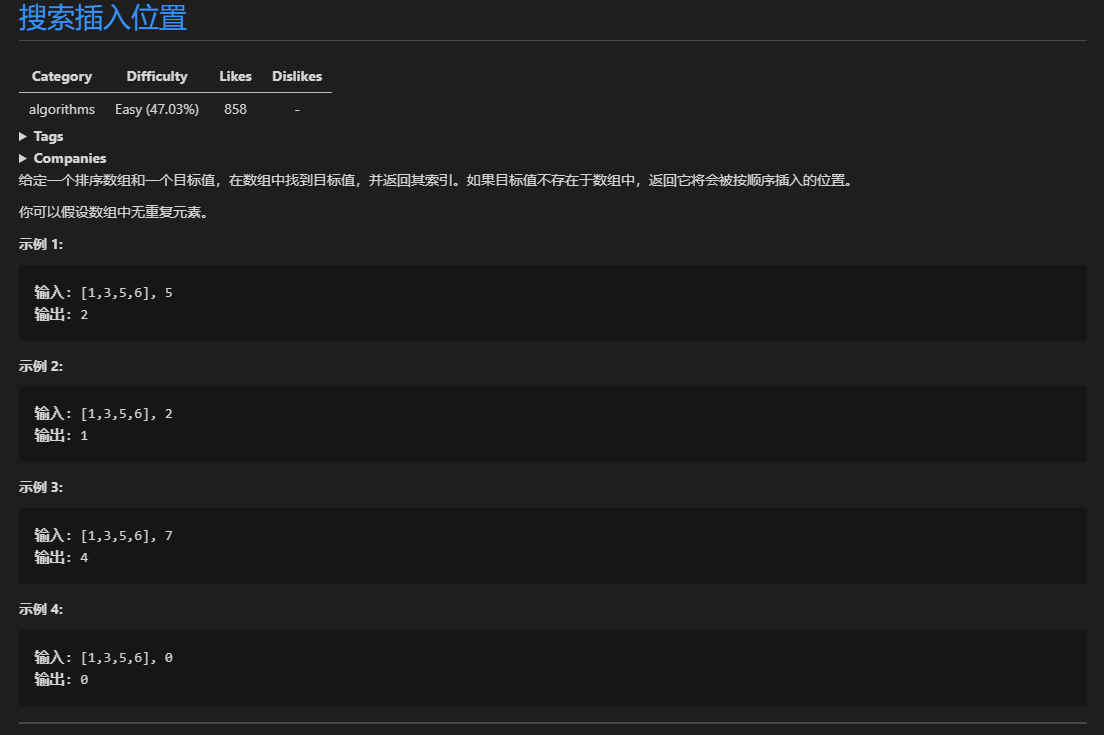 搜索插入位置
Category Difficulty Likes Dislikes
algorithms Easy (47.03%) 858 -
Tags
Companies
给定一个排序数组和一个目标值，在数组中找到目标值，并返回其索引。如果目标值不存在于数组中，返回它将会被按顺序插入的位置。
你可以假设数组中无重复元素。
示例 1:
输入: [1,3,5,6], 5
输出: 2
示例 2:
输入: [1,3,5,6], 2
输出: 1
示例 3:
输入: [1,3,5,6], 7
输出: 4
示例 4:
输入: [1,3,5,6], 0
输出: 0